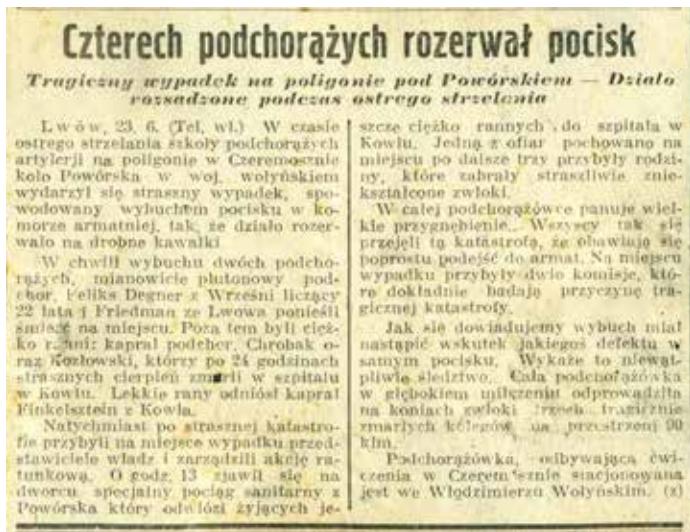 Czterech podchorążych rozerwał pocisk
Tragiczny wypadek na poligonie pod Powórskiem — Działo
rozsadzone podczas ostrego strzelenia
Lwów, 23. 6. (Tel. wł.) W czasie
ostrego strzelania szkoły podchorążych
artylerji na poligonie w Czeremosznie
koło Powórska w woj. wołyńskiem
wydarzył się straszny wypadek, spo-
wodowany wybuchem pocisku w ko-
morze armatniej, tak, że działo rozer-
wało na drobne kawałki
W chwili wybuchu dwóch podcho-
rążych, mianowicie plutonowy pod-
chor. Feliks Degner z Wrześni liczący
22 lata i Friedman ze Lwowa ponieśli
śmierć na miejscu. Poza tem byli cięż-
ko ranni: kapral podchor. Chrobak o-
raz Kozłowski, którzy po 24 godzinach
strasznych cierpień zmarli w szpitalu
w Kowlu. Lekkie rany odniósł kapral
Finkelsztein z Kowla.
Natychmiast po strasznej katastro-
fie przybyli na miejsce wypadku przed-
stawiciele władz i zarządzili akcję ra-
tunkową. O godz. 13 zjawił się na
dworcu specjalny pociąg sanitarny z
Powórska który odwiózł żyjących je-
szcze ciężko rannych do szpitala w
Kowlu. Jedną z ofiar pochowano na
miejscu po dalsze trzy przybyły rodzi-
ny, które zabrały straszliwie znie-
kształcone zwłoki.
W całej podchorążówce panuje wiel-
kie przygnębienie. Wszyscy tak się
przejęli tą katastrofą, że obawiają się
poprostu podejść do armat. Na miejscu
wypadku przybyły dwie komisje, któ-
re dokładnie badają przyczynę tra-
gicznej katastrofy.
Jak się dowiadujemy wybuch miał
nastąpić wskutek jakiegoś defektu w
samym pocisku. Wykaże to niewąt-
pliwie śledztwo. Cała podchorążówka
w głębokiem milczeniu odprowadziła
na koniach zwłoki trzech tragicznie
zmarłych kolegów na przestrzeni 90
klm.
Podchorążówka, odbywająca ćwi-
czenia w Czeremosznie stacjonowana
jest we Włodzimierzu Wołyńskim. (z)